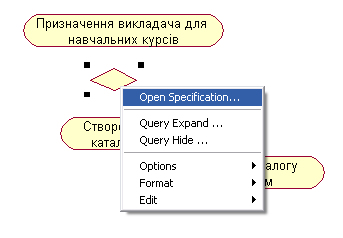 Призначення викладача для
навчальних курсів
Open Specification...
Query Expand ...
Query Hide ...
Options
Format
Edit